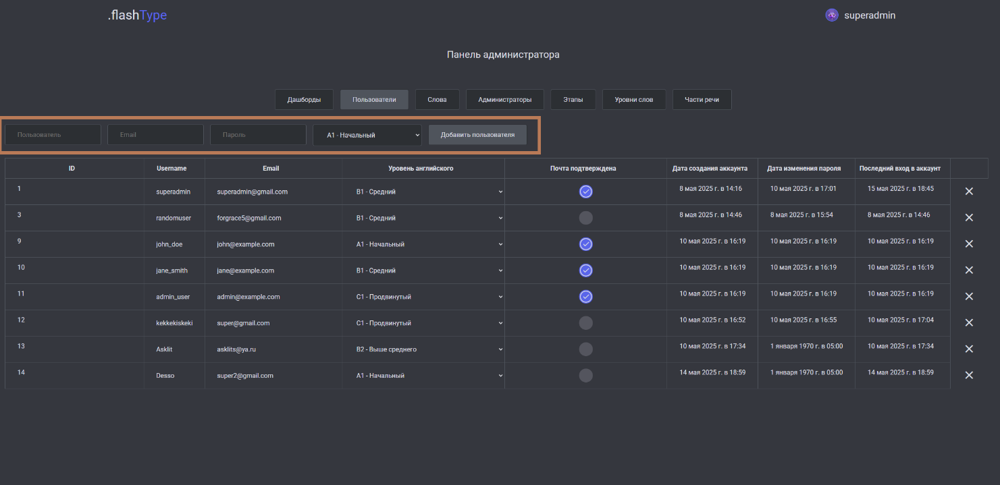 .flashType superadmin
Панель администратора
Дашборды Пользователи Слова Администраторы Этапы Уровни слов Части речи
Пользователь Email Пароль A1 - Начальный Добавить пользователя
ID Username Email Уровень английского Почта подтверждена Дата создания аккаунта Дата изменения пароля Последний вход в аккаунт
1 superadmin superadmin@gmail.com B1 - Средний 8 мая 2025 г. в 14:16 10 мая 2025 г. в 17:01 15 мая 2025 г. в 18:45
3 randomuser forgrace5@gmail.com B1 - Средний 8 мая 2025 г. в 14:46 8 мая 2025 г. в 15:54 8 мая 2025 г. в 14:46
9 john_doe john@example.com A1 - Начальный 10 мая 2025 г. в 16:19 10 мая 2025 г. в 16:19 10 мая 2025 г. в 16:19
10 jane_smith jane@example.com B1 - Средний 10 мая 2025 г. в 16:19 10 мая 2025 г. в 16:19 10 мая 2025 г. в 16:19
11 admin_user admin@example.com C1 - Продвинутый 10 мая 2025 г. в 16:19 10 мая 2025 г. в 16:19 10 мая 2025 г. в 16:19
12 kekkekiskeki super@gmail.com C1 - Продвинутый 10 мая 2025 г. в 16:52 10 мая 2025 г. в 16:55 10 мая 2025 г. в 17:04
13 Asklit asklits@ya.ru B2 - Выше среднего 10 мая 2025 г. в 17:34 1 января 1970 г. в 05:00 10 мая 2025 г. в 17:34
14 Desso super2@gmail.com A1 - Начальный 14 мая 2025 г. в 18:59 1 января 1970 г. в 05:00 14 мая 2025 г. в 18:59